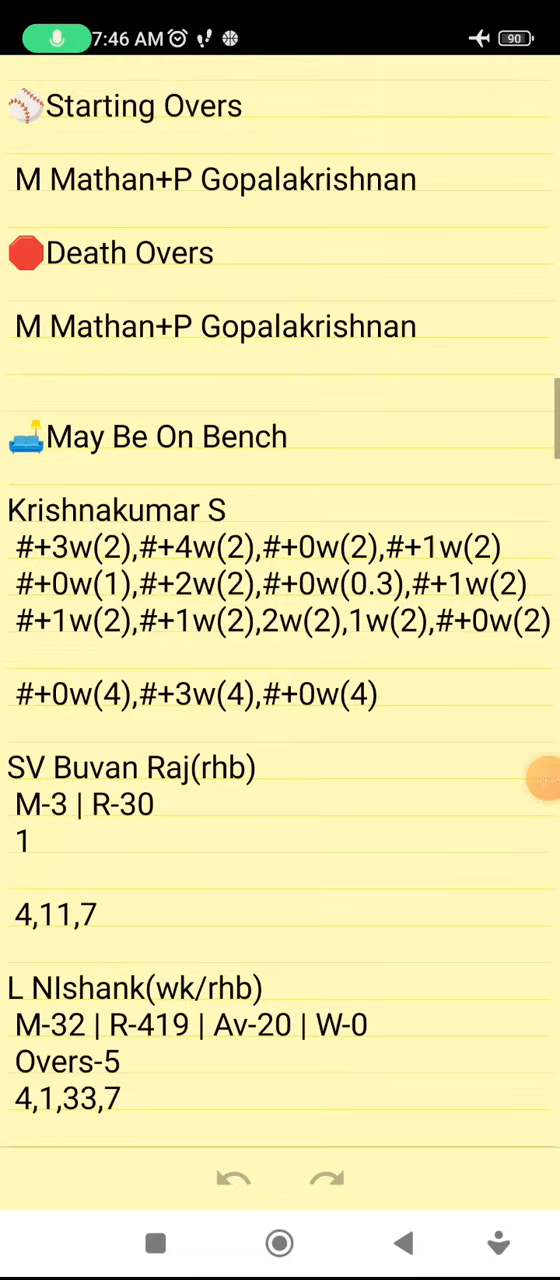 7:46 AM
90
Starting Overs
M Mathan+P Gopalakrishnan
Death Overs
M Mathan+P Gopalakrishnan
May Be On Bench
Krishnakumar S
#+3w(2),#+4w(2),#+0w(2),#+1w(2)
#+0w(1),#+2w(2),#+0w(0.3),#+1w(2)
#+1w(2),#+1w(2),2w(2),1w(2),#+0w(2)
#+0w(4),#+3w(4),#+0w(4)
SV Buvan Raj(rhb)
M-3 | R-30
1
4,11,7
L NIshank(wk/rhb)
M-32 | R-419 | Av-20 | W-0
Overs-5
4,1,33,7